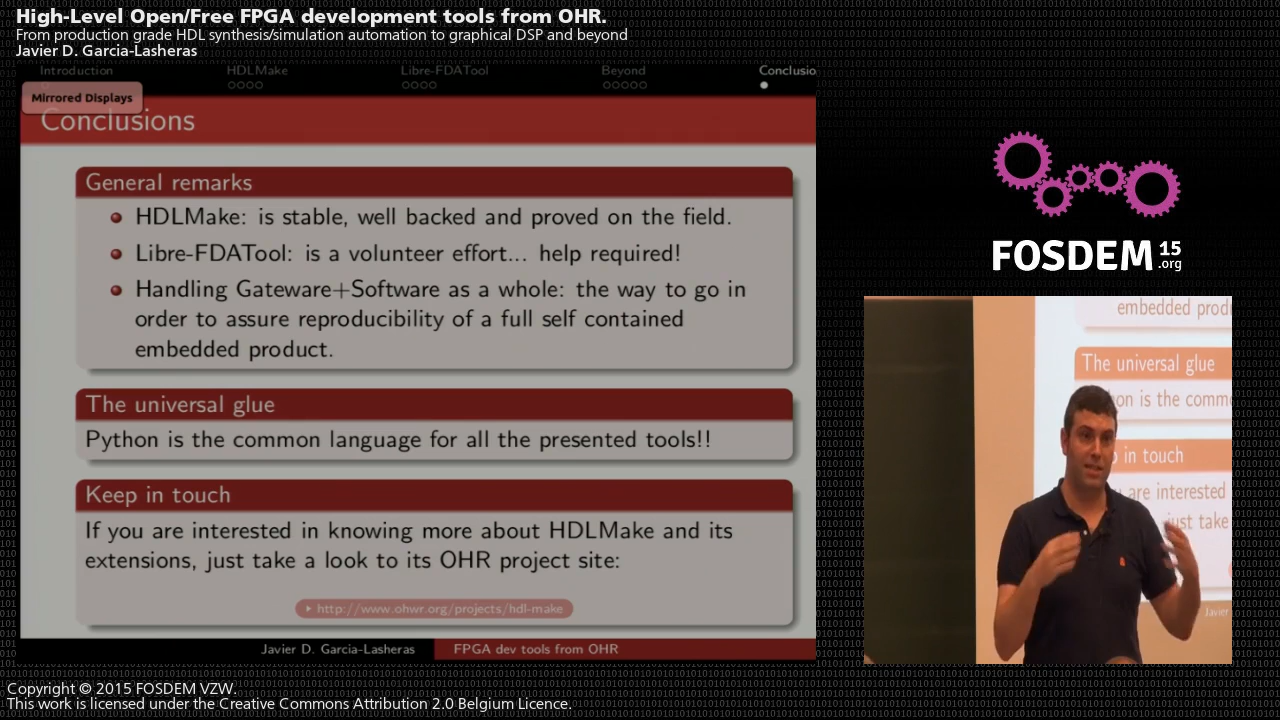 High-Level Open/Free FPGA development tools from OHR.
From production grade HDL synthesis/simulation automation to graphical DSP and beyond
Javier D. Garcia-Lasheras
Introduction HDLMake Libre-FDATool Beyond Conclusio
Mirrored Displays
Conclusions
General remarks
HDLMake: is stable, well backed and proved on the field.
Libre-FDATool: is a volunteer effort... help required!
Handling Gateware+Software as a whole: the way to go in
order to assure reproducibility of a full self contained
embedded product.
The universal glue
Python is the common language for all the presented tools!!
Keep in touch
If you are interested in knowing more about HDLMake and its
extensions, just take a look to its OHR project site:
http://www.ohwr.org/projects/hdl-make
Javier D. Garcia-Lasheras FPGA dev tools from OHR
FOSDEM 15
.org
embedded prod
The universal glue
hon is the commo
p in touch
u are interested
just take
Javier
Copyright © 2015 FOSDEM VZW.
This work is licensed under the Creative Commons Attribution 2.0 Belgium Licence.